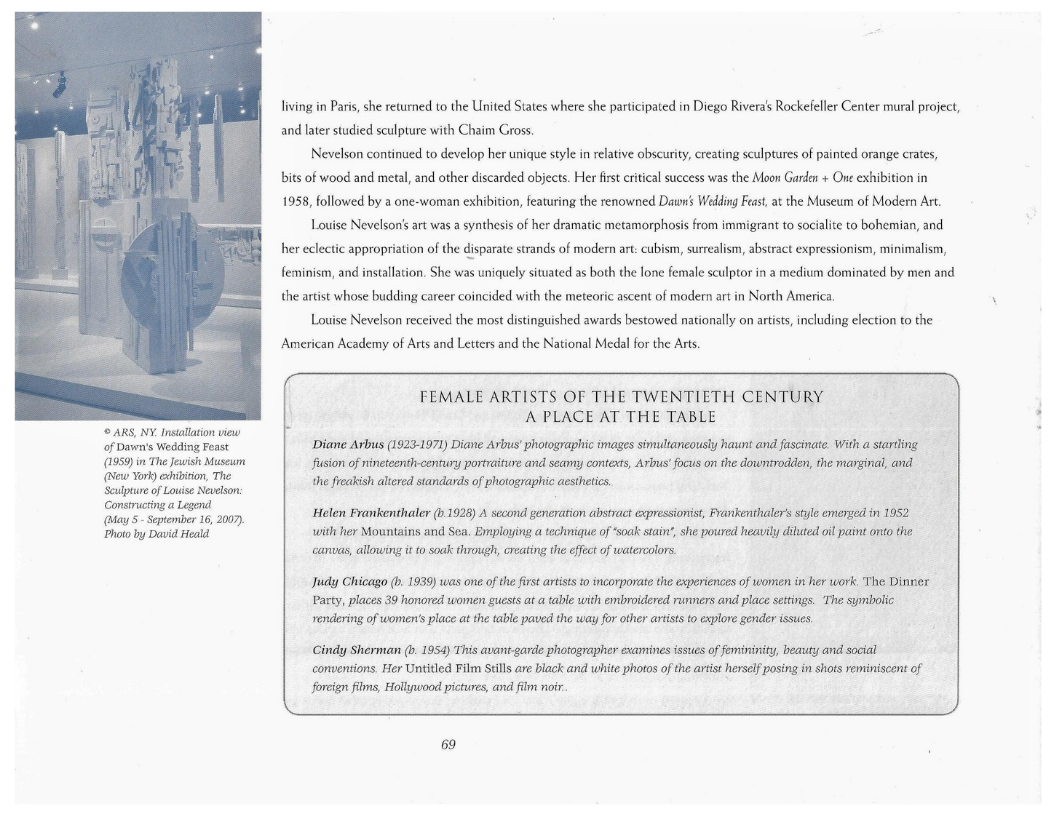 living in Paris, she returned to the United States where she participated in Diego Rivera's Rockefeller Center mural project,
and later studied sculpture with Chaim Gross.
Nevelson continued to develop her unique style in relative obscurity, creating sculptures of painted orange crates,
bits of wood and metal, and other discarded objects. Her first critical success was the Moon Garden + One exhibition in
1958, followed by a one-woman exhibition, featuring the renowned Dawn's Wedding Feast, at the Museum of Modern Art.
Louise Nevelson's art was a synthesis of her dramatic metamorphosis from immigrant to socialite to bohemian, and
her eclectic appropriation of the disparate strands of modern art: cubism, surrealism, abstract expressionism, minimalism,
feminism, and installation. She was uniquely situated as both the lone female sculptor in a medium dominated by men and
the artist whose budding career coincided with the meteoric ascent of modern art in North America.
Louise Nevelson received the most distinguished awards bestowed nationally on artists, including election to the
American Academy of Arts and Letters and the National Medal for the Arts.
© ARS, NY. Installation view
of Dawn's Wedding Feast
(1959) in The Jewish Museum
(New York) exhibition, The
Sculpture of Louise Nevelson:
Constructing a Legend
(May 5 - September 16, 2007).
Photo by David Heald
FEMALE ARTISTS OF THE TWENTIETH CENTURY
A PLACE AT THE TABLE
Diane Arbus (1923-1971) Diane Arbus' photographic images simultaneously haunt and fascinate. With a startling
fusion of nineteenth-century portraiture and seamy contexts, Arbus' focus on the downtrodden, the marginal, and
the freakish altered standards of photographic aesthetics..
Helen Frankenthaler (b.1928) A second generation abstract expressionist, Frankenthaler's style emerged in 1952
with her Mountains and Sea. Employing a technique of "soak stain", she poured heavily diluted oil paint onto the
canvas, allowing it to soak through, creating the effect of watercolors.
Judy Chicago (b. 1939) was one of the first artists to incorporate the experiences of women in her work. The Dinner
Party, places 39 honored women guests at a table with embroidered runners and place settings. The symbolic
rendering of women's place at the table paved the way for other artists to explore gender issues.
Cindy Sherman (b. 1954) This avant-garde photographer examines issues of femininity, beauty and social
conventions. Her Untitled Film Stills are black and white photos of the artist herself posing in shots reminiscent of
foreign films, Hollywood pictures, and film noir..
69